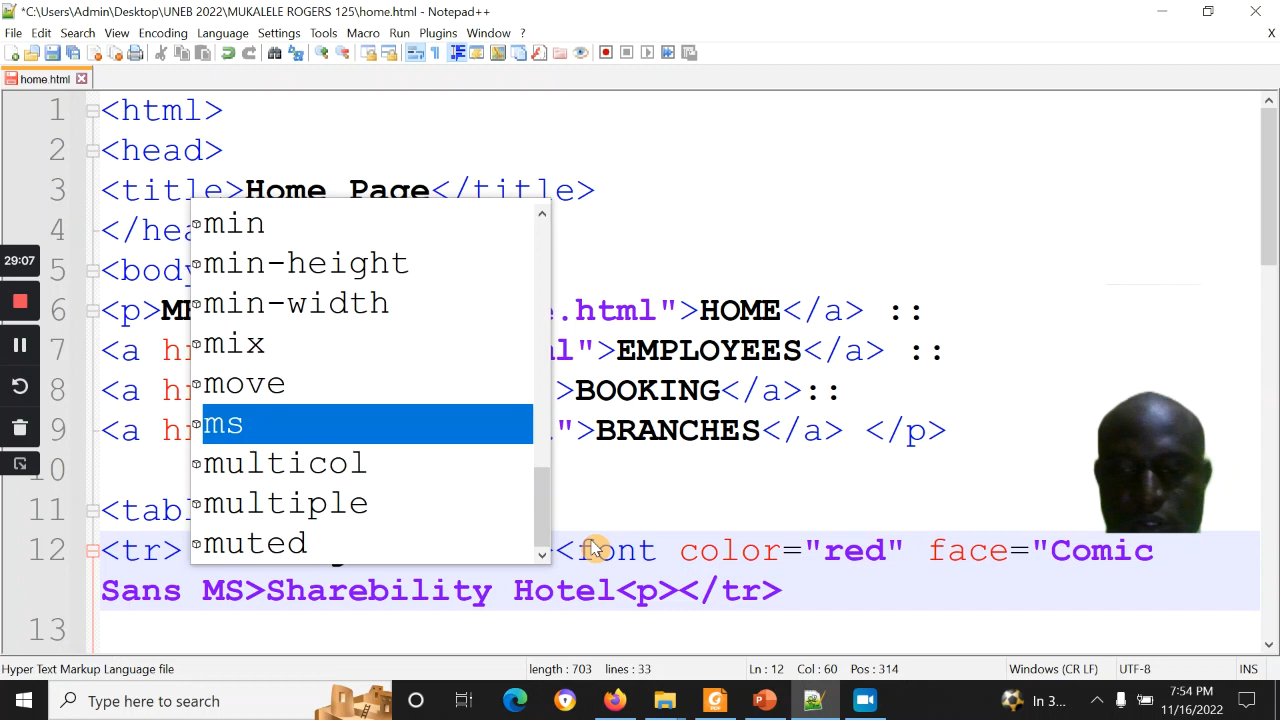 *C:\Users\Admin\Desktop\UNEB 2022\MUKALELE ROGERS 125\home.html - Notepad++
File Edit Search View Encoding Language Settings Tools Macro Run Plugins Window ? X
home.html
1 <html>
2 <head>
3 <title>Home Page</title>
4 </hea
5 <body
6 <p>M e.html">HOME</a> ::
7 <a h ml">EMPLOYEES</a> ::
8 <a h >BOOKING</a>::
9 <a h l">BRANCHES</a> </p>
10
11 <tabl
12 <tr> <font color="red" face="Comic
Sans MS>Sharebility Hotel<p></tr>
13
min
min-height
min-width
mix
move
ms
multicol
multiple
muted
29:07
Hyper Text Markup Language file length : 703 lines : 33 Ln : 12 Col : 60 Pos : 314 Windows (CR LF) UTF-8 INS
Type here to search In 3... 7:54 PM
11/16/2022